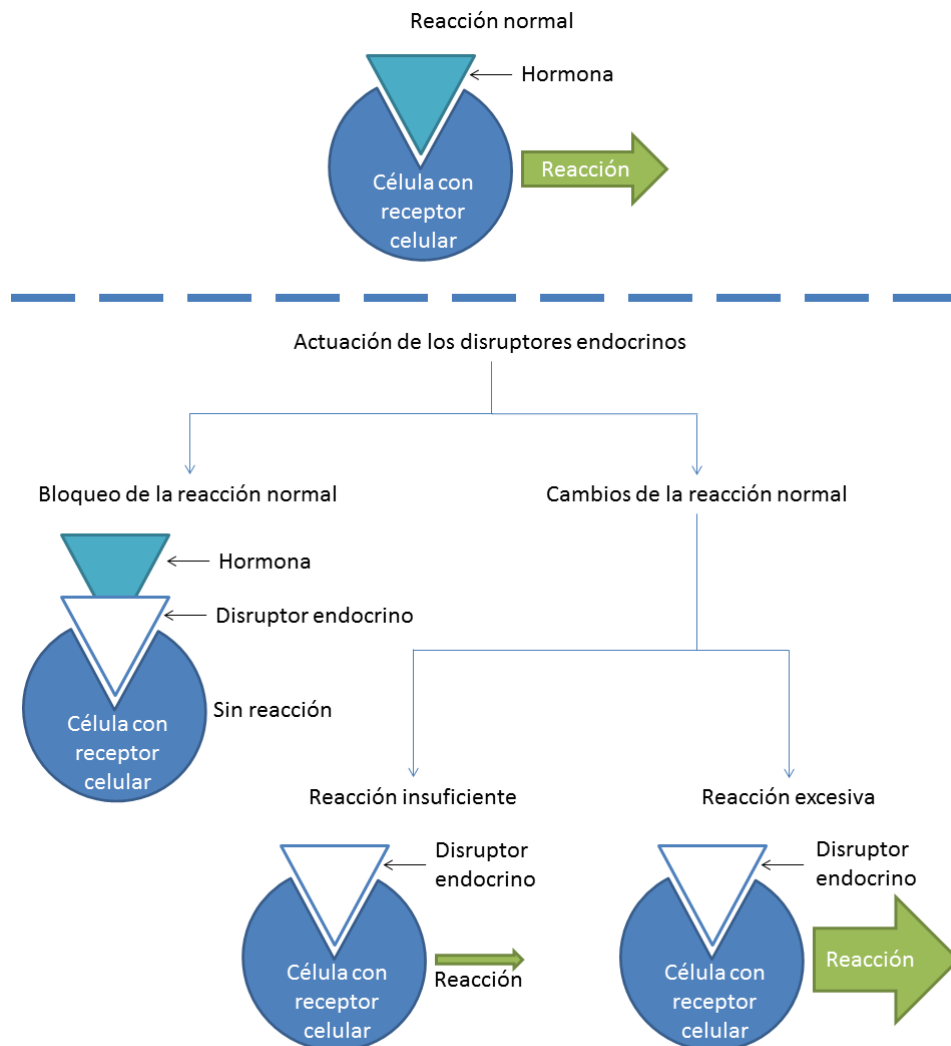 Reacción normal
Hormona
Reacción
Célula con
receptor
celular
Actuación de los disruptores endocrinos
Bloqueo de la reacción normal
Cambios de la reacción normal
Hormona
Disruptor endocrino
Sin reacción
Célula con
receptor
celular
Reacción insuficiente
Reacción excesiva
Disruptor
endocrino
Célula con
receptor
celular
Reacción
Disruptor
endocrino
Célula con
receptor
celular
Reacción